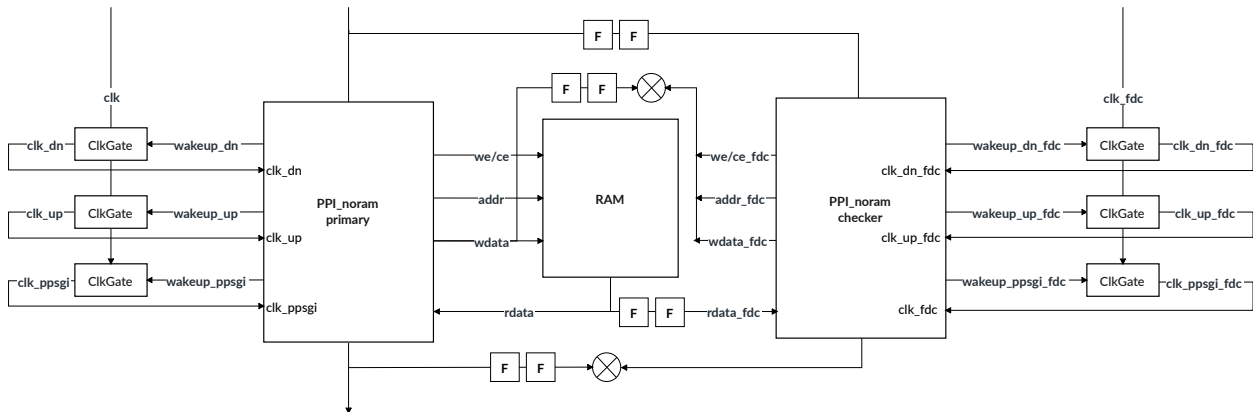 F F
F F
clk
clk_fdc
clk_dn
ClkGate
wakeup_dn
clk_dn
clk_up
ClkGate
wakeup_up
clk_up
clk_ppsgi
ClkGate
wakeup_ppsgi
clk_ppsgi
PPI_noram
primary
we/ce
addr
wdata
rdata
RAM
F F
we/ce_fdc
addr_fdc
wdata_fdc
rdata_fdc
PPI_noram
checker
wakeup_dn_fdc
ClkGate
clk_dn_fdc
clk_dn_fdc
wakeup_up_fdc
ClkGate
clk_up_fdc
clk_up_fdc
wakeup_ppsgi_fdc
ClkGate
clk_ppsgi_fdc
clk_fdc
F F